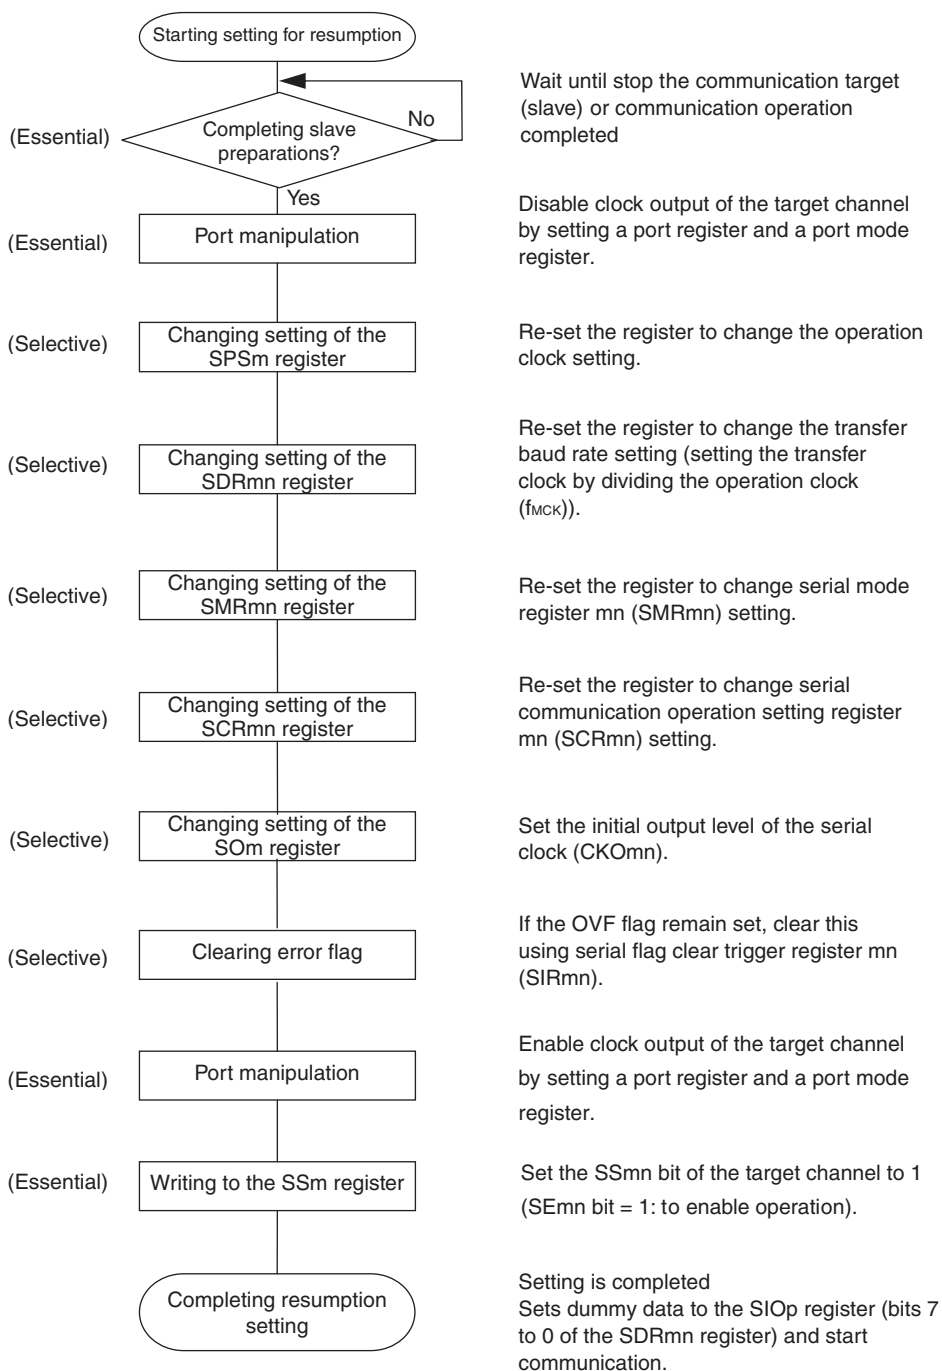 Starting setting for resumption
Wait until stop the communication target
(slave) or communication operation
completed
(Essential)
Completing slave
preparations?
No
Yes
Disable clock output of the target channel
by setting a port register and a port mode
register.
(Essential)
Port manipulation
(Selective)
Changing setting of the
SPSm register
Re-set the register to change the operation
clock setting.
(Selective)
Changing setting of the
SDRmn register
Re-set the register to change the transfer
baud rate setting (setting the transfer
clock by dividing the operation clock
(fMCK)).
(Selective)
Changing setting of the
SMRmn register
Re-set the register to change serial mode
register mn (SMRmn) setting.
(Selective)
Changing setting of the
SCRmn register
Re-set the register to change serial
communication operation setting register
mn (SCRmn) setting.
(Selective)
Changing setting of the
SOm register
Set the initial output level of the serial
clock (CKOmn).
(Selective)
Clearing error flag
If the OVF flag remain set, clear this
using serial flag clear trigger register mn
(SIRmn).
(Essential)
Port manipulation
Enable clock output of the target channel
by setting a port register and a port mode
register.
(Essential)
Writing to the SSm register
Set the SSmn bit of the target channel to 1
(SEmn bit = 1: to enable operation).
Completing resumption
setting
Setting is completed
Sets dummy data to the SIOp register (bits 7
to 0 of the SDRmn register) and start
communication.